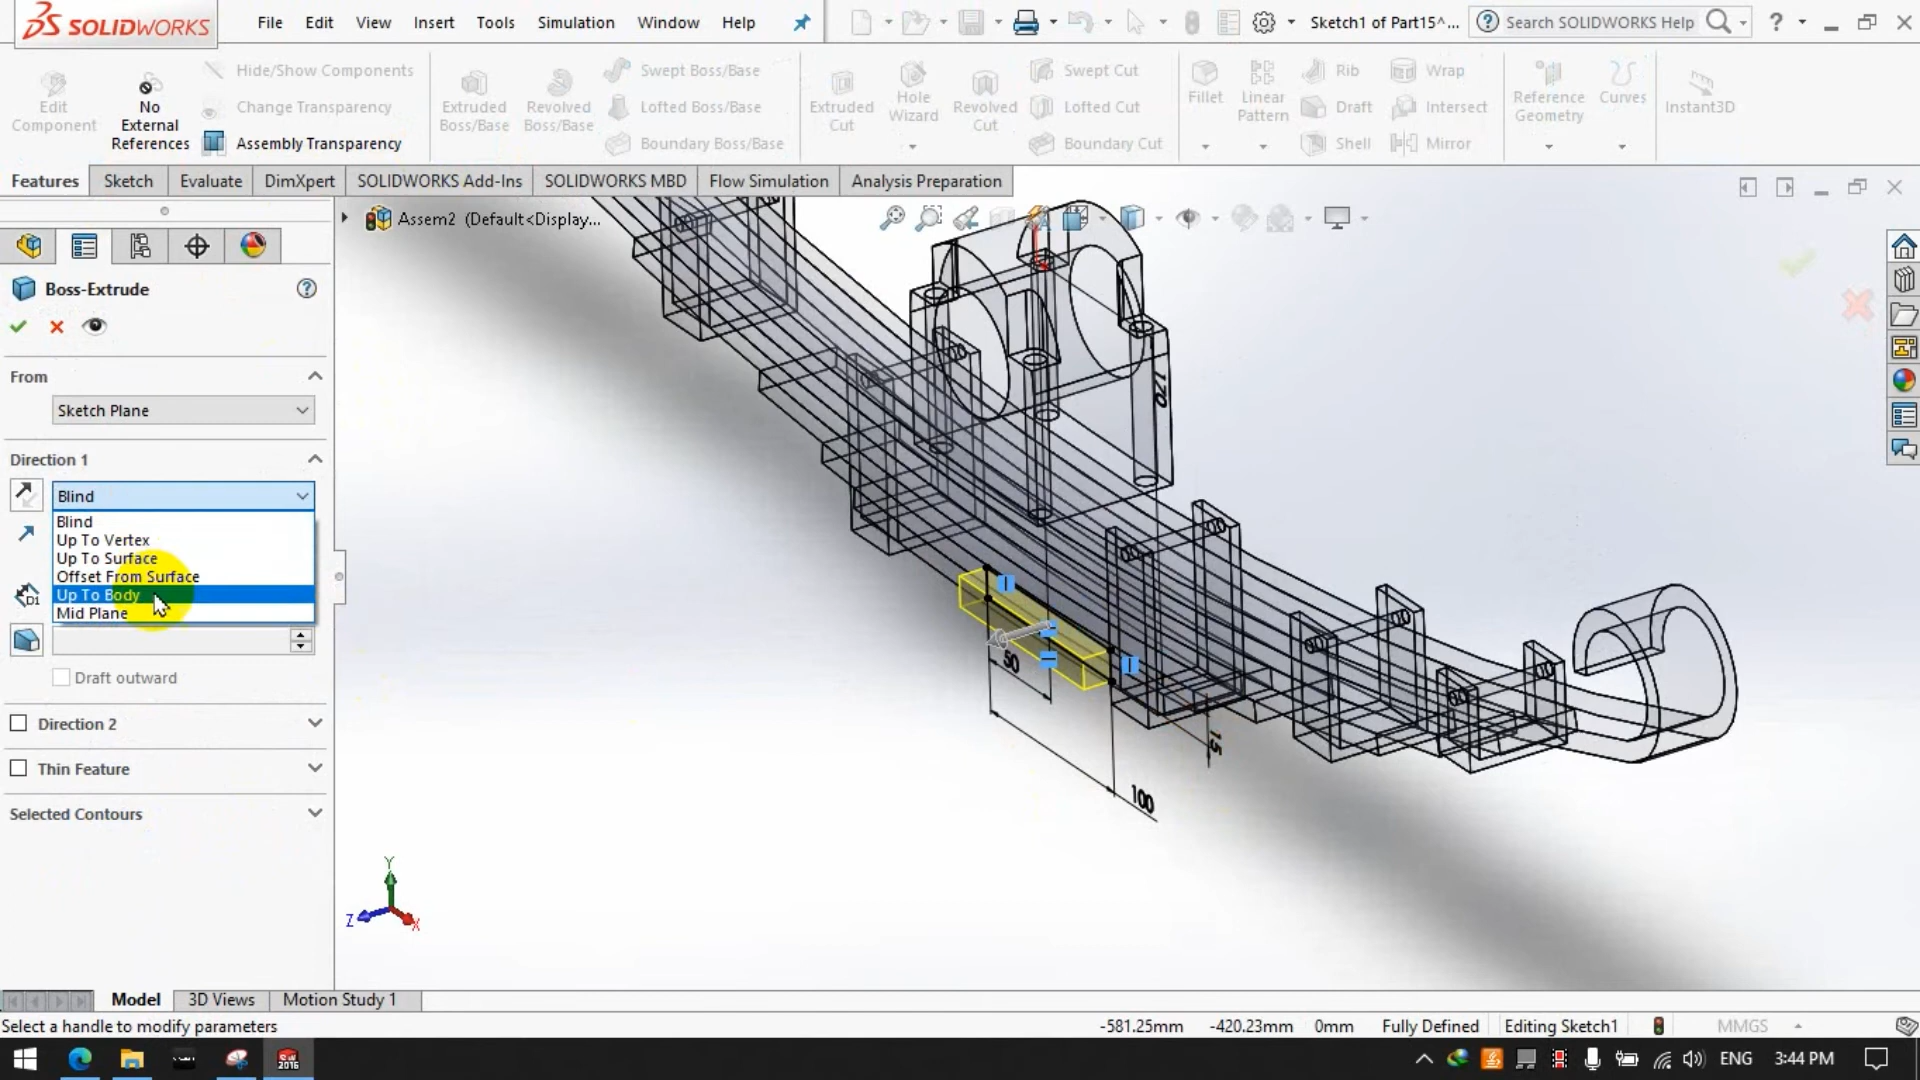 SOLIDWORKS
File Edit View Insert Tools Simulation Window Help
Sketch1 of Part15^...
Search SOLIDWORKS Help
Edit Component
No External References
Hide/Show Components
Change Transparency
Assembly Transparency
Extruded Boss/Base
Revolved Boss/Base
Swept Boss/Base
Lofted Boss/Base
Boundary Boss/Base
Extruded Cut
Hole Wizard
Revolved Cut
Swept Cut
Lofted Cut
Boundary Cut
Fillet
Linear Pattern
Rib
Draft
Shell
Wrap
Intersect
Mirror
Reference Geometry
Curves
Instant3D
Features Sketch Evaluate DimXpert SOLIDWORKS Add-Ins SOLIDWORKS MBD Flow Simulation Analysis Preparation
Assem2 (Default<Display...
Boss-Extrude
From
Sketch Plane
Direction 1
Blind
Blind
Up To Vertex
Up To Surface
Offset From Surface
Up To Body
Mid Plane
D1
Draft outward
Direction 2
Thin Feature
Selected Contours
170
50
15
100
Y
Z
X
Model 3D Views Motion Study 1
Select a handle to modify parameters
-581.25mm -420.23mm 0mm Fully Defined Editing Sketch1 MMGS
SW 2016
ENG 3:44 PM